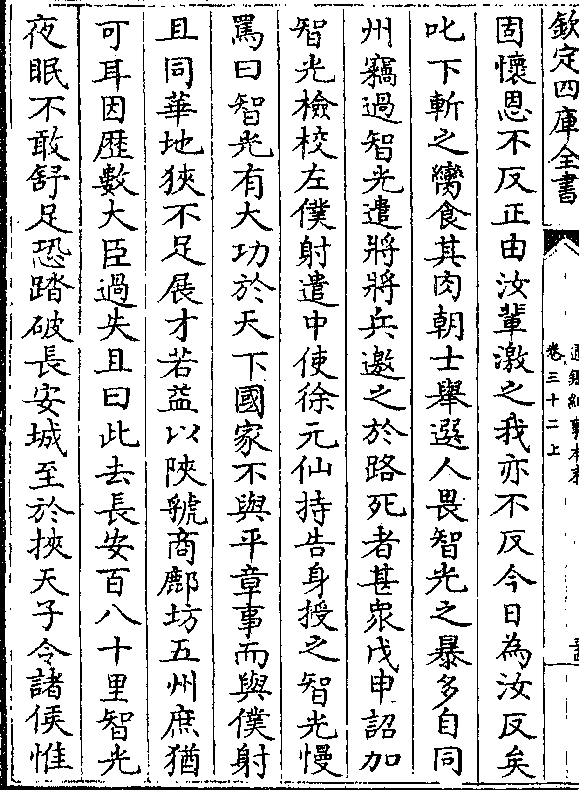 欽定四庫全書
卷三十二上
固懷恩不反正由汝輩激之我亦不反今日為汝反矣
叱下斬之臠食其肉朝士舉選人畏智光之暴多自同
州竊過智光遣將將兵邀之於路死者甚衆戊申詔加
智光檢校左僕射遣中使徐元仙持告身授之智光慢
罵曰智光有大功於天下國家不與平章事而與僕射
且同華地狹不足展才若益以陜虢商鄜坊五州庶猶
可耳因歴數大臣過失且曰此去長安百八十里智光
夜眠不敢舒足恐踏破長安城至於挾天子令諸侯惟